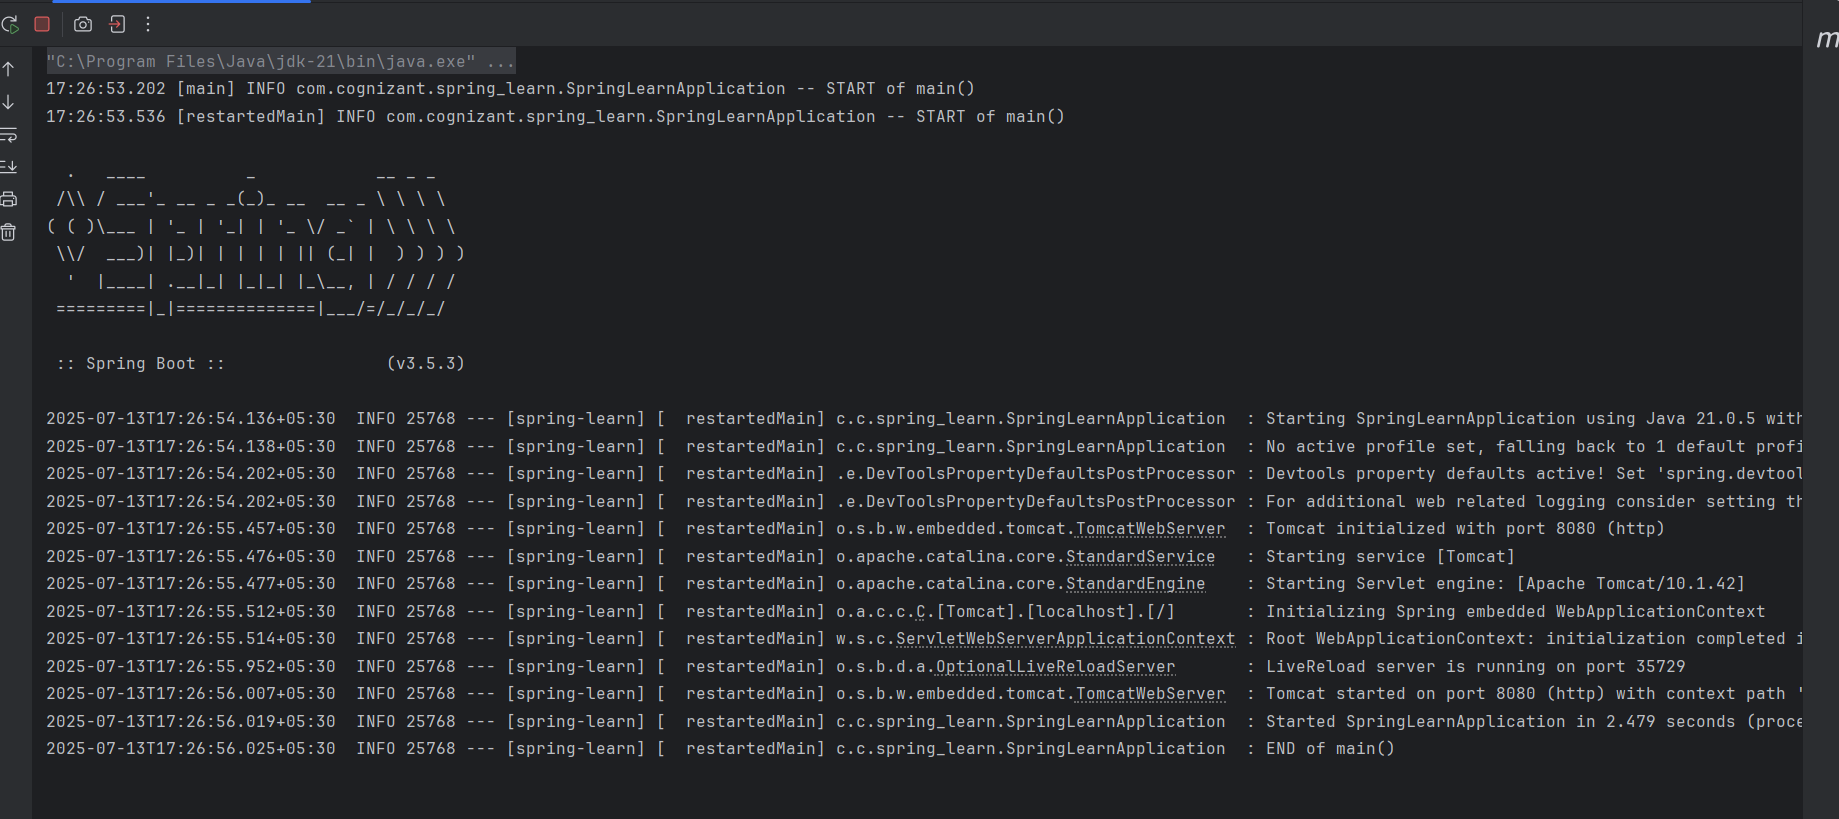 "C:\Program Files\Java\jdk-21\bin\java.exe" ...
17:26:53.202 [main] INFO com.cognizant.spring_learn.SpringLearnApplication -- START of main()
17:26:53.536 [restartedMain] INFO com.cognizant.spring_learn.SpringLearnApplication -- START of main()

  .   ____          _            __ _ _
 /\\ / ___'_ __ _ _(_)_ __  __ _ \ \ \ \
( ( )\___ | '_ | '_| | '_ \/ _` | \ \ \ \
 \\/  ___)| |_)| | | | | || (_| |  ) ) ) )
  '  |____| .__|_| |_|_| |_\__, | / / / /
 =========|_|==============|___/=/_/_/_/

 :: Spring Boot ::                (v3.5.3)

2025-07-13T17:26:54.136+05:30  INFO 25768 --- [spring-learn] [  restartedMain] c.c.spring_learn.SpringLearnApplication  : Starting SpringLearnApplication using Java 21.0.5 with
2025-07-13T17:26:54.138+05:30  INFO 25768 --- [spring-learn] [  restartedMain] c.c.spring_learn.SpringLearnApplication  : No active profile set, falling back to 1 default profi
2025-07-13T17:26:54.202+05:30  INFO 25768 --- [spring-learn] [  restartedMain] .e.DevToolsPropertyDefaultsPostProcessor : Devtools property defaults active! Set 'spring.devtool
2025-07-13T17:26:54.202+05:30  INFO 25768 --- [spring-learn] [  restartedMain] .e.DevToolsPropertyDefaultsPostProcessor : For additional web related logging consider setting th
2025-07-13T17:26:55.457+05:30  INFO 25768 --- [spring-learn] [  restartedMain] o.s.b.w.embedded.tomcat.TomcatWebServer  : Tomcat initialized with port 8080 (http)
2025-07-13T17:26:55.476+05:30  INFO 25768 --- [spring-learn] [  restartedMain] o.apache.catalina.core.StandardService   : Starting service [Tomcat]
2025-07-13T17:26:55.477+05:30  INFO 25768 --- [spring-learn] [  restartedMain] o.apache.catalina.core.StandardEngine    : Starting Servlet engine: [Apache Tomcat/10.1.42]
2025-07-13T17:26:55.512+05:30  INFO 25768 --- [spring-learn] [  restartedMain] o.a.c.c.C.[Tomcat].[localhost].[/]       : Initializing Spring embedded WebApplicationContext
2025-07-13T17:26:55.514+05:30  INFO 25768 --- [spring-learn] [  restartedMain] w.s.c.ServletWebServerApplicationContext : Root WebApplicationContext: initialization completed i
2025-07-13T17:26:55.952+05:30  INFO 25768 --- [spring-learn] [  restartedMain] o.s.b.d.a.OptionalLiveReloadServer       : LiveReload server is running on port 35729
2025-07-13T17:26:56.007+05:30  INFO 25768 --- [spring-learn] [  restartedMain] o.s.b.w.embedded.tomcat.TomcatWebServer  : Tomcat started on port 8080 (http) with context path '
2025-07-13T17:26:56.019+05:30  INFO 25768 --- [spring-learn] [  restartedMain] c.c.spring_learn.SpringLearnApplication  : Started SpringLearnApplication in 2.479 seconds (proce
2025-07-13T17:26:56.025+05:30  INFO 25768 --- [spring-learn] [  restartedMain] c.c.spring_learn.SpringLearnApplication  : END of main()
m